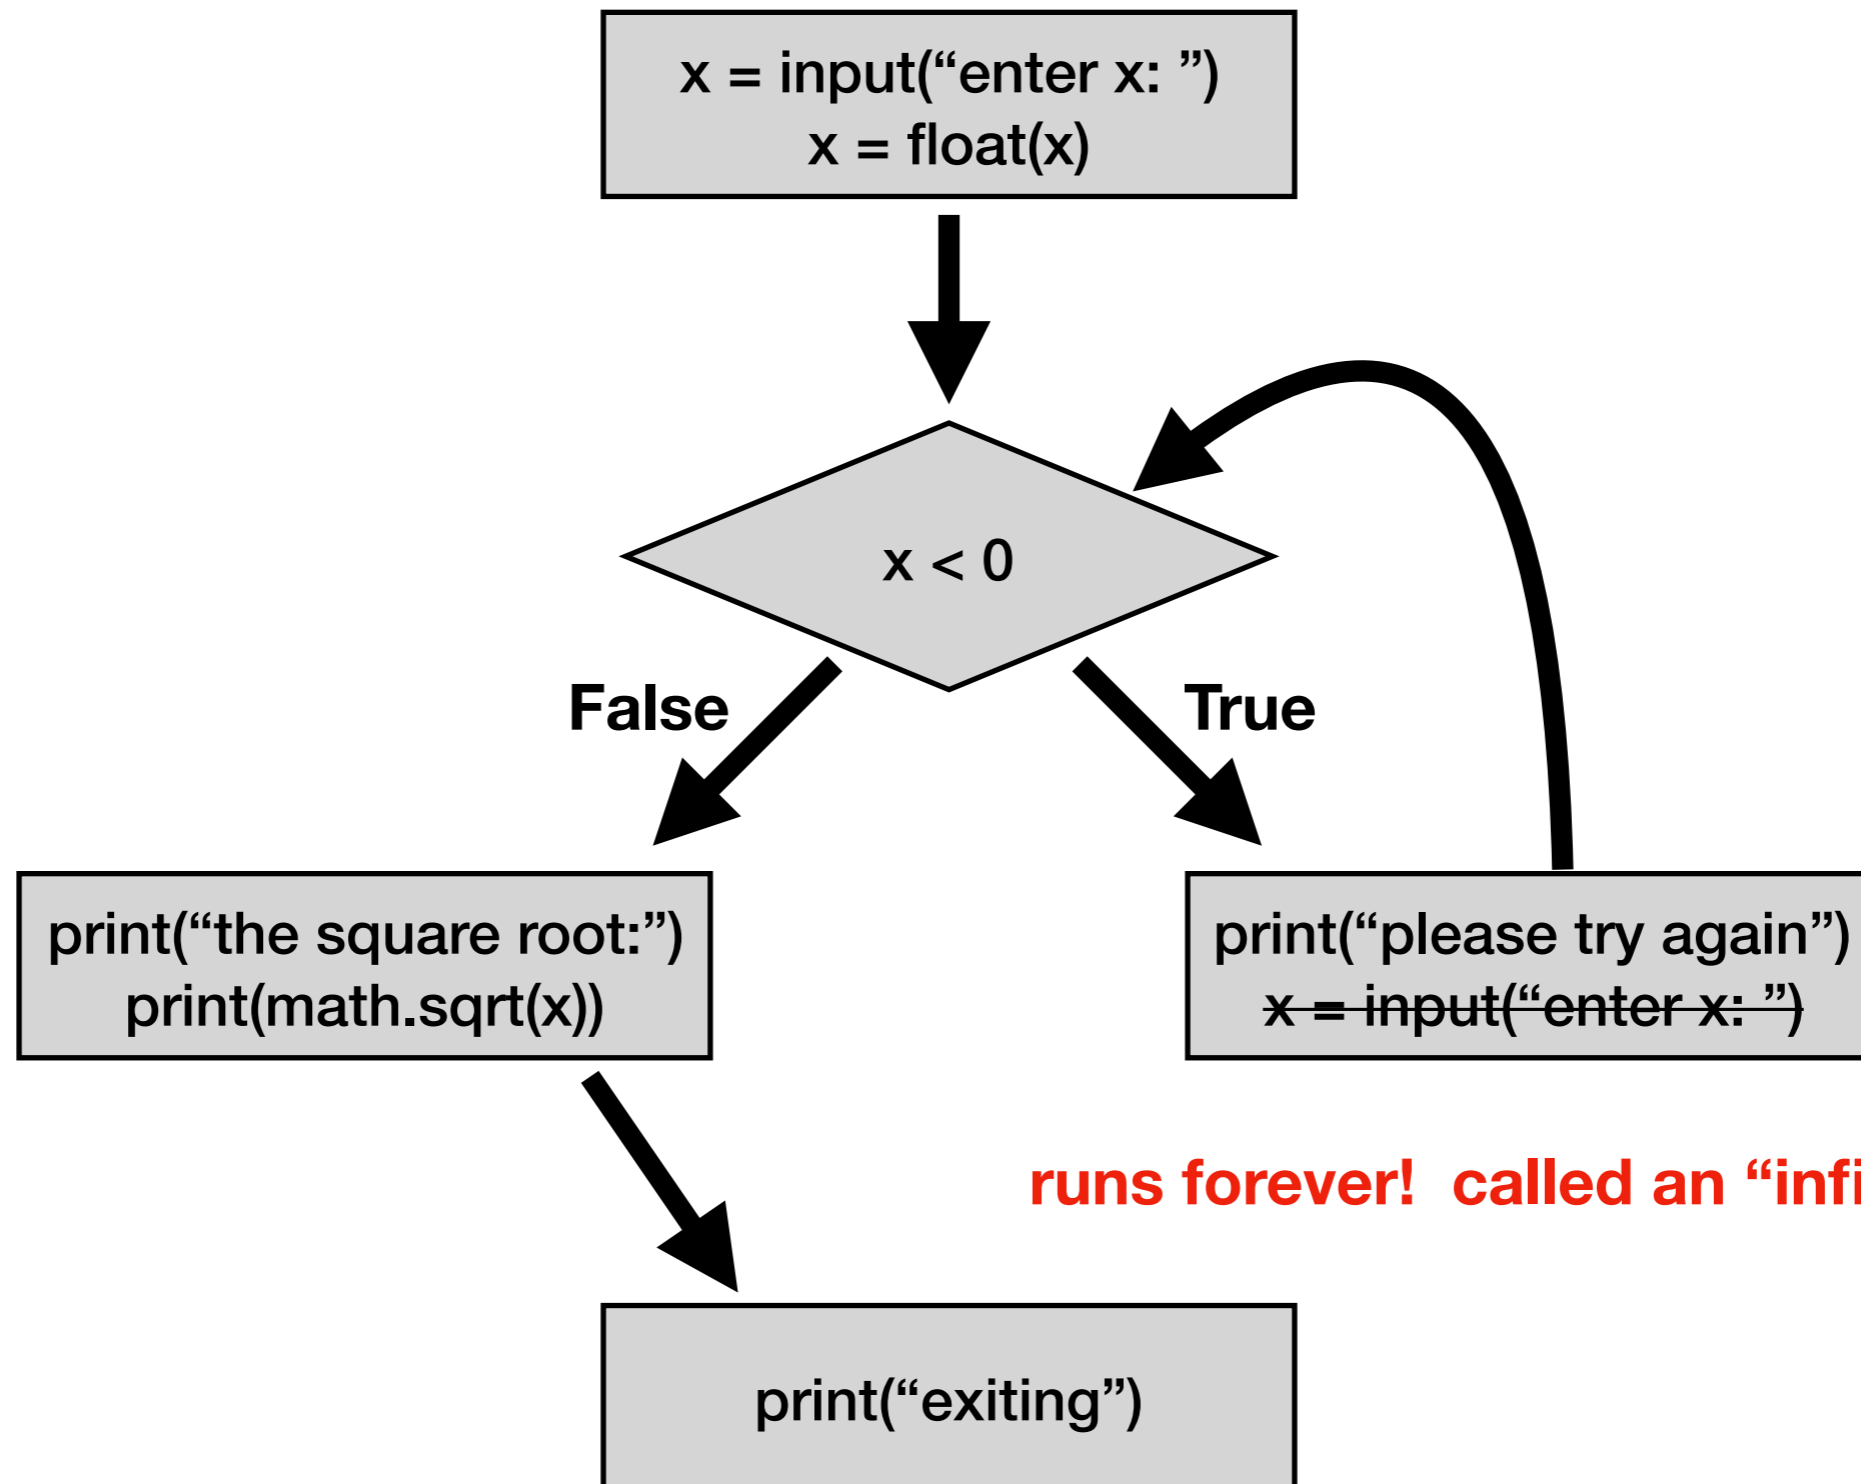 x = input(“enter x: ”)
x = float(x)
x < 0
False
True
print(“the square root:”)
print(math.sqrt(x))
print(“please try again”)
x = input(“enter x: ”)
runs forever!  called an “infi
print(“exiting”)